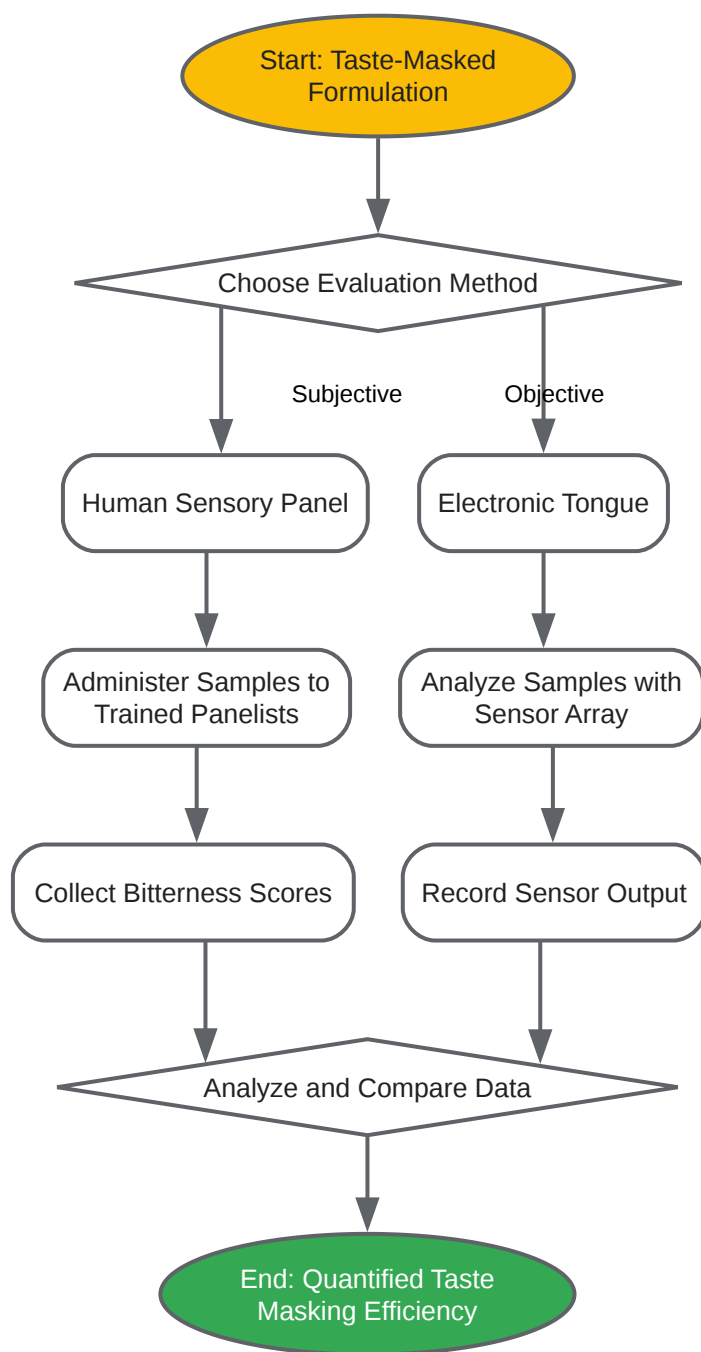 Start: Taste-Masked
Formulation
Choose Evaluation Method
Subjective
Objective
Human Sensory Panel
Electronic Tongue
Administer Samples to
Trained Panelists
Analyze Samples with
Sensor Array
Collect Bitterness Scores
Record Sensor Output
Analyze and Compare Data
End: Quantified Taste
Masking Efficiency